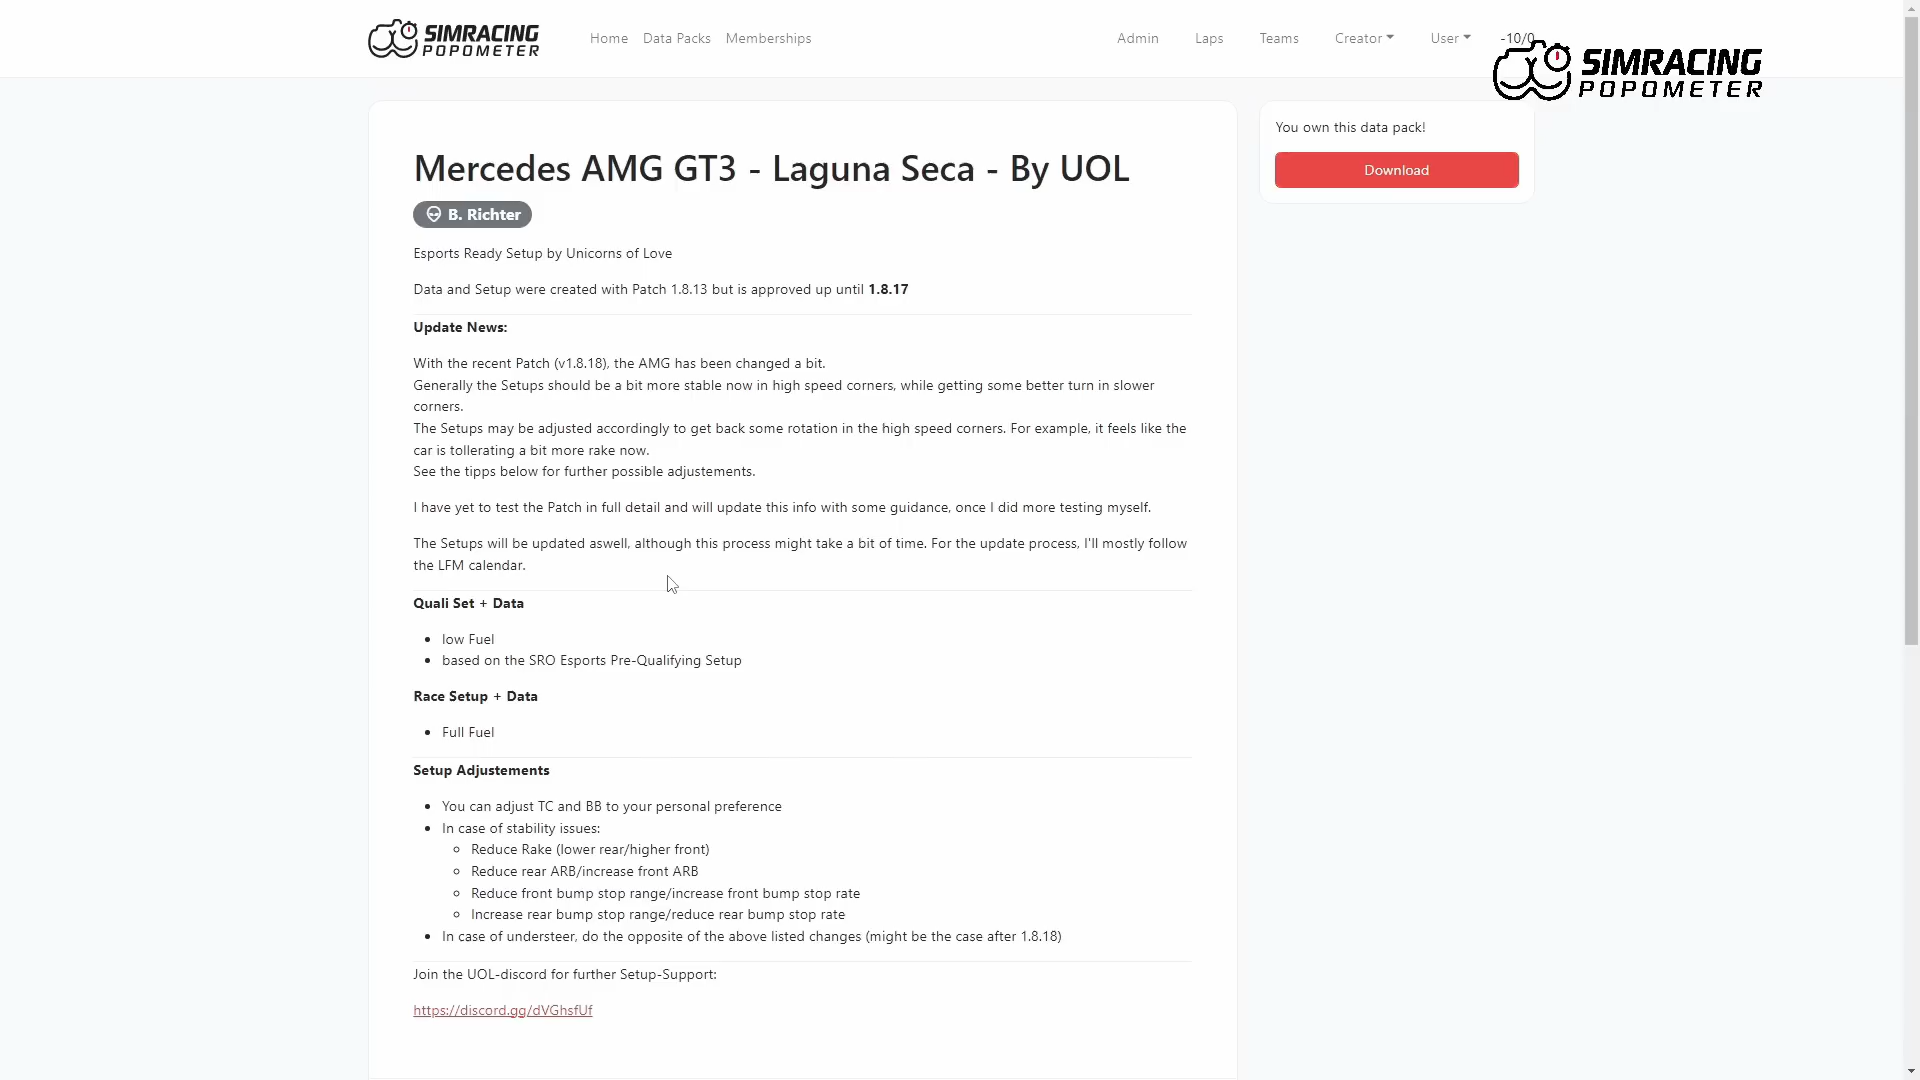 SIMRACING
POPOMETER
Home Data Packs Memberships Admin Laps Teams Creator User -10/0
SIMRACING
POPOMETER
You own this data pack!
Download
Mercedes AMG GT3 - Laguna Seca - By UOL
B. Richter
Esports Ready Setup by Unicorns of Love
Data and Setup were created with Patch 1.8.13 but is approved up until 1.8.17
Update News:
With the recent Patch (v1.8.18), the AMG has been changed a bit.
Generally the Setups should be a bit more stable now in high speed corners, while getting some better turn in slower
corners.
The Setups may be adjusted accordingly to get back some rotation in the high speed corners. For example, it feels like the
car is tollerating a bit more rake now.
See the tipps below for further possible adjustements.
I have yet to test the Patch in full detail and will update this info with some guidance, once I did more testing myself.
The Setups will be updated aswell, although this process might take a bit of time. For the update process, I'll mostly follow
the LFM calendar.
Quali Set + Data
low Fuel
based on the SRO Esports Pre-Qualifying Setup
Race Setup + Data
Full Fuel
Setup Adjustements
You can adjust TC and BB to your personal preference
In case of stability issues:
Reduce Rake (lower rear/higher front)
Reduce rear ARB/increase front ARB
Reduce front bump stop range/increase front bump stop rate
Increase rear bump stop range/reduce rear bump stop rate
In case of understeer, do the opposite of the above listed changes (might be the case after 1.8.18)
Join the UOL-discord for further Setup-Support:
https://discord.gg/dVGhsfUf